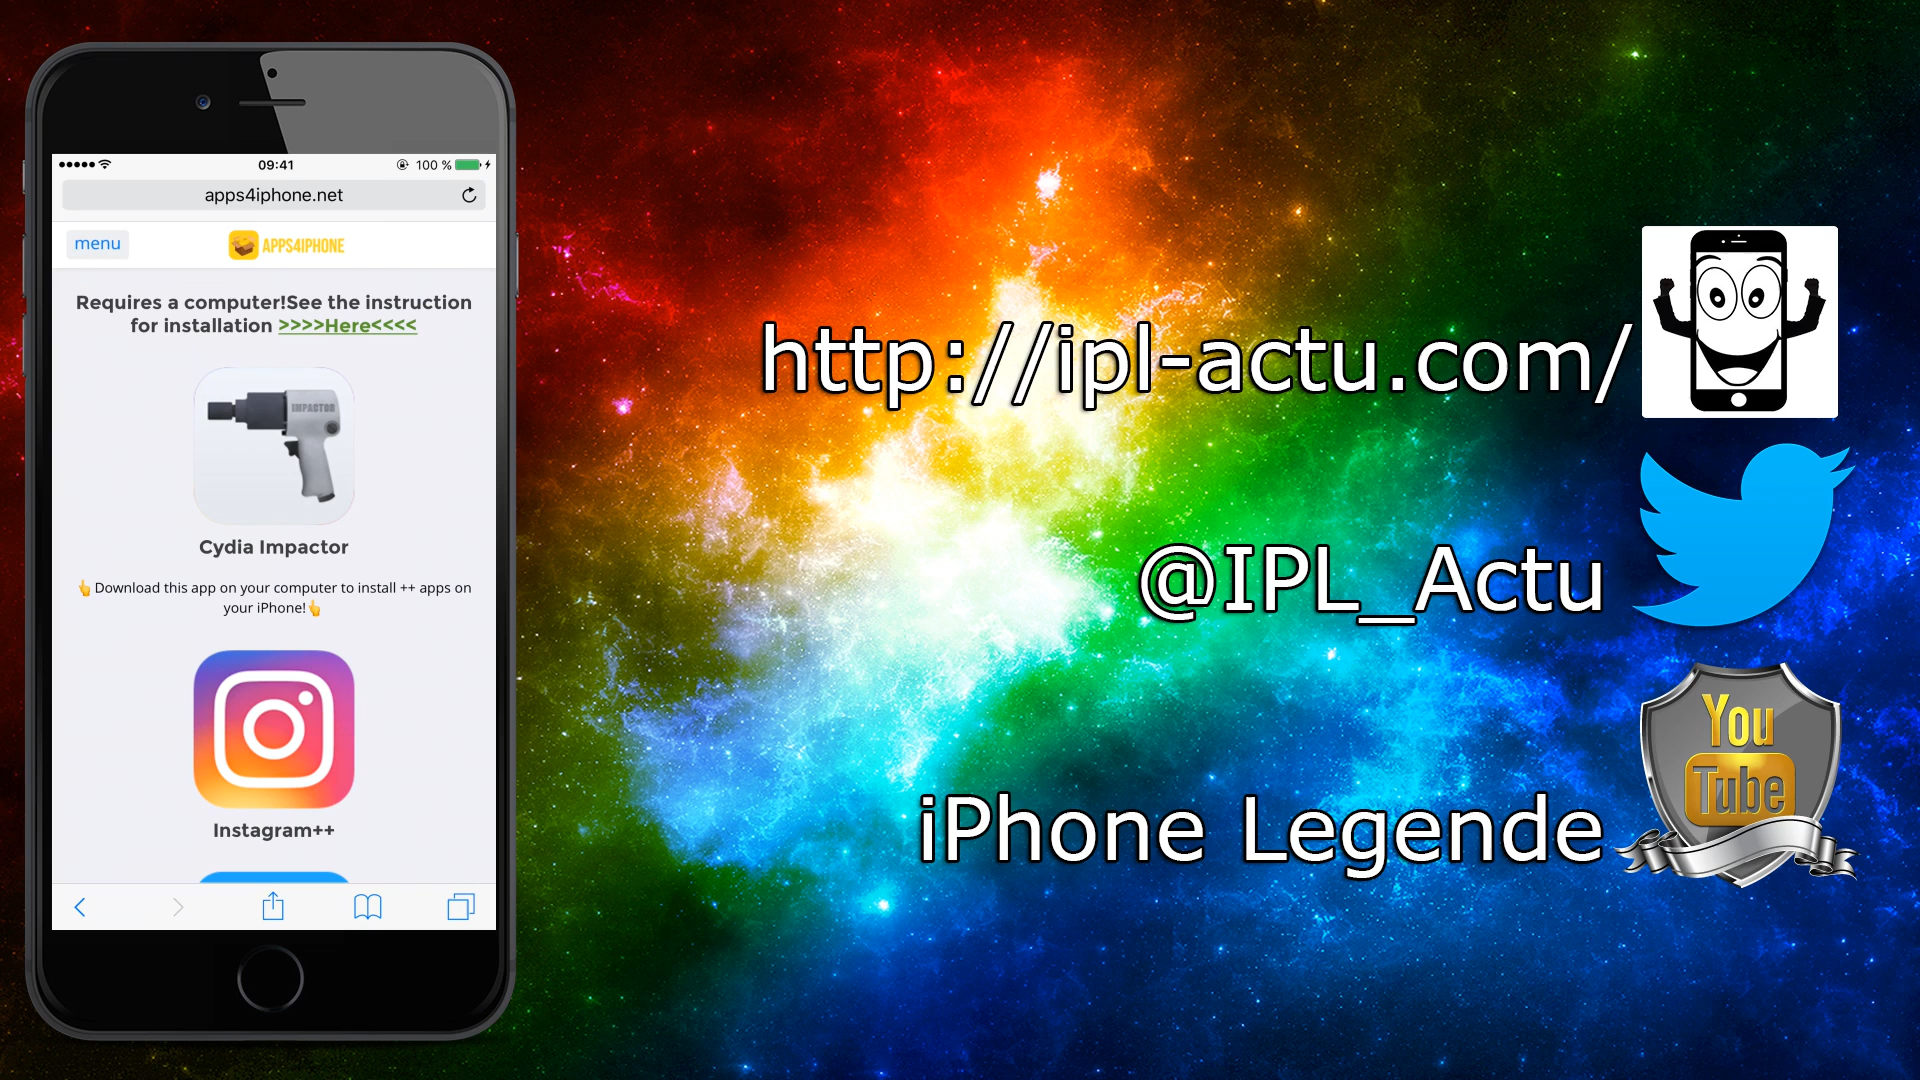 09:41
100 %
apps4iphone.net
menu
APPS4IPHONE
Requires a computer!See the instruction
for installation >>>>Here<<<<
IMPACTOR
Cydia Impactor
👆Download this app on your computer to install ++ apps on
your iPhone!👆
Instagram++
http://ipl-actu.com/
@IPL_Actu
You
Tube
iPhone Legende